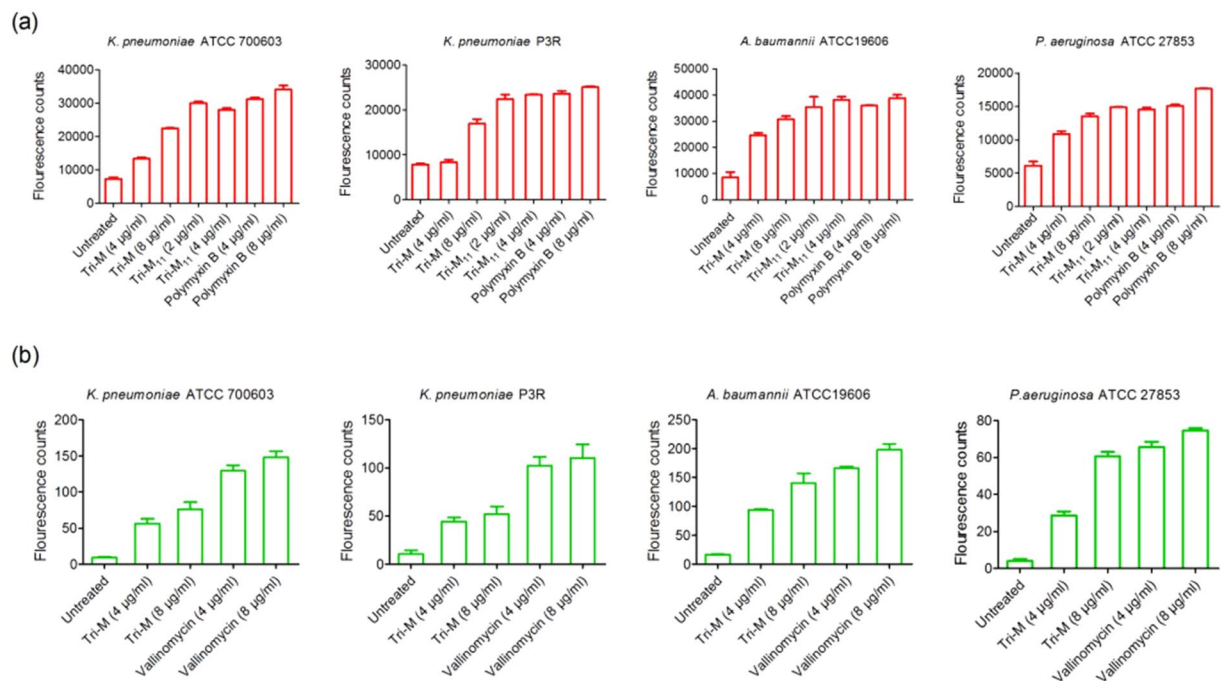 (a)
K. pneumoniae ATCC 700603
Flourescence counts
40000
30000
20000
10000
0
Untreated
Tri-M (4 µg/ml)
Tri-M (8 µg/ml)
Tri-M₁₁ (2 µg/ml)
Tri-M₁₁ (4 µg/ml)
Polymyxin B (4 µg/ml)
Polymyxin B (8 µg/ml)
K. pneumoniae P3R
Flourescence counts
30000
20000
10000
0
Untreated
Tri-M (4 µg/ml)
Tri-M (8 µg/ml)
Tri-M₁₁ (2 µg/ml)
Tri-M₁₁ (4 µg/ml)
Polymyxin B (4 µg/ml)
Polymyxin B (8 µg/ml)
A. baumannii ATCC19606
Flourescence counts
50000
40000
30000
20000
10000
0
Untreated
Tri-M (4 µg/ml)
Tri-M (8 µg/ml)
Tri-M₁₁ (2 µg/ml)
Tri-M₁₁ (4 µg/ml)
Polymyxin B (4 µg/ml)
Polymyxin B (8 µg/ml)
P. aeruginosa ATCC 27853
Flourescence counts
20000
15000
10000
5000
0
Untreated
Tri-M (4 µg/ml)
Tri-M (8 µg/ml)
Tri-M₁₁ (2 µg/ml)
Tri-M₁₁ (4 µg/ml)
Polymyxin B (4 µg/ml)
Polymyxin B (8 µg/ml)
(b)
K. pneumoniae ATCC 700603
Flourescence counts
200
150
100
50
0
Untreated
Tri-M (4 µg/ml)
Tri-M (8 µg/ml)
Vallinomycin (4 µg/ml)
Vallinomycin (8 µg/ml)
K. pneumoniae P3R
Flourescence counts
150
100
50
0
Untreated
Tri-M (4 µg/ml)
Tri-M (8 µg/ml)
Vallinomycin (4 µg/ml)
Vallinomycin (8 µg/ml)
A. baumannii ATCC19606
Flourescence counts
250
200
150
100
50
0
Untreated
Tri-M (4 µg/ml)
Tri-M (8 µg/ml)
Vallinomycin (4 µg/ml)
Vallinomycin (8 µg/ml)
P.aeruginosa ATCC 27853
Flourescence counts
80
60
40
20
0
Untreated
Tri-M (4 µg/ml)
Tri-M (8 µg/ml)
Vallinomycin (4 µg/ml)
Vallinomycin (8 µg/ml)